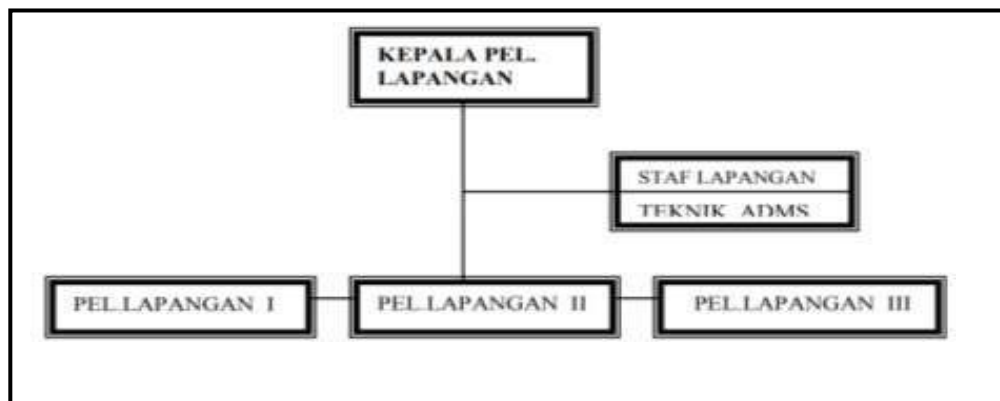 KEPALA PEL.
LAPANGAN
STAF LAPANGAN
TEKNIK ADMS
PEL.LAPANGAN I
PEL.LAPANGAN II
PEL.LAPANGAN III